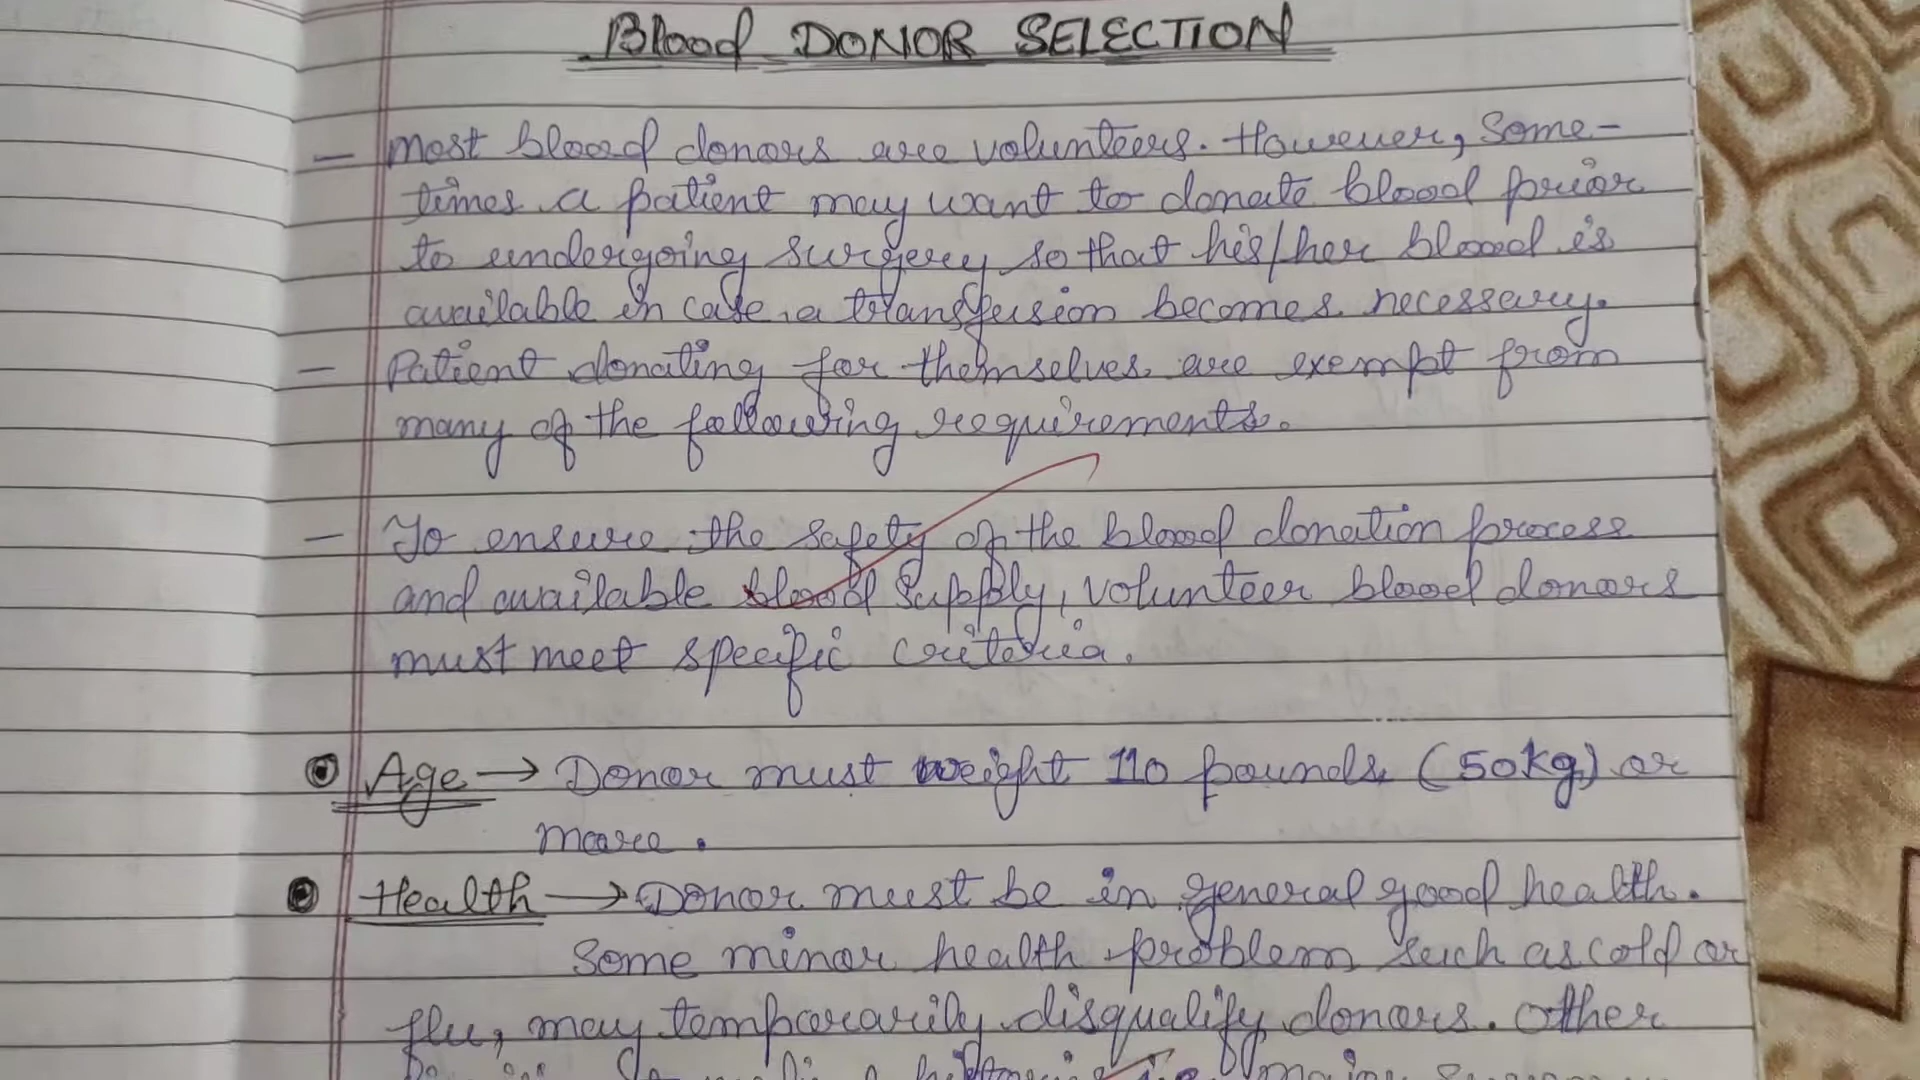 Blood DONOR SELECTION
— Most blood donors are volunteers. However, Some-
times a patient may want to donate blood prior
to undergoing surgery so that his/her blood is
available in case a transfusion becomes necessary.
— Patient donating for themselves are exempt from
many of the following requirements.
— To ensure the safety of the blood donation process
and available blood supply, volunteer blood donors
must meet specific criteria.
Age → Donor must weight 110 pounds (50kg) or
more.
Health → Donor must be in general good health.
Some minor health problem such as cold or
flu, may temporarily disqualify donors. Other